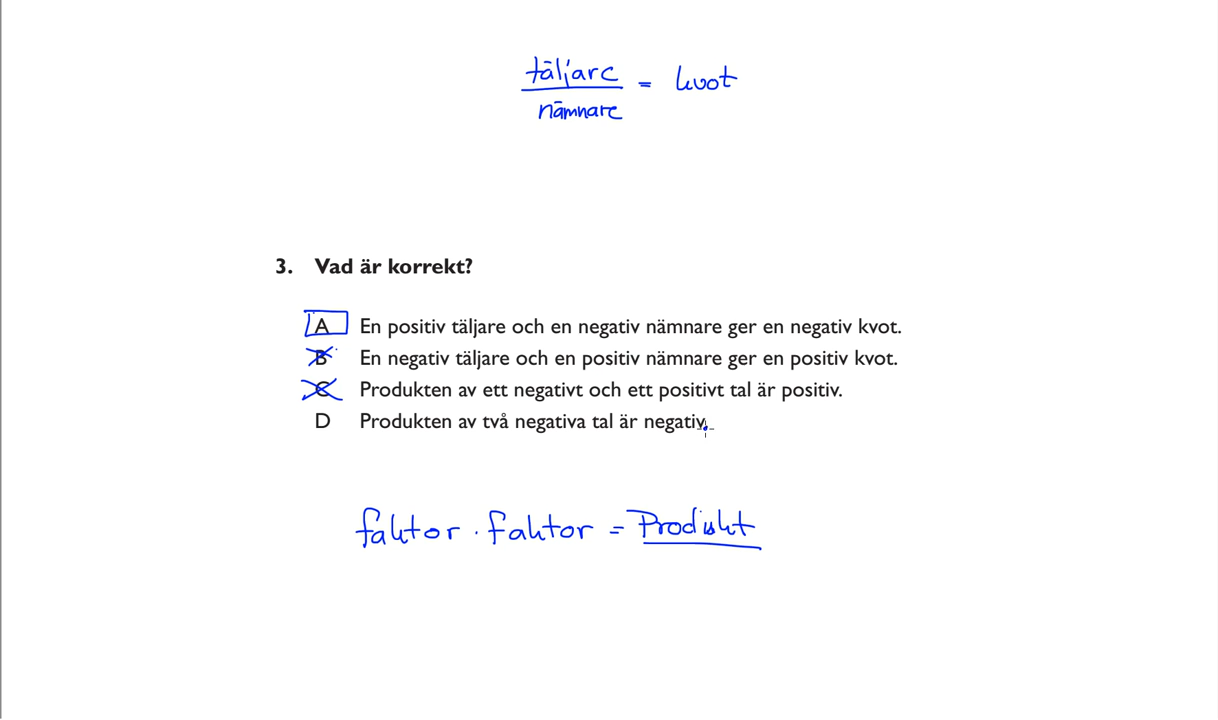 täljare = kvot
nämnare
3. Vad är korrekt?
A En positiv täljare och en negativ nämnare ger en negativ kvot.
B En negativ täljare och en positiv nämnare ger en positiv kvot.
C Produkten av ett negativt och ett positivt tal är positiv.
D Produkten av två negativa tal är negativ.
faktor · faktor = Produkt